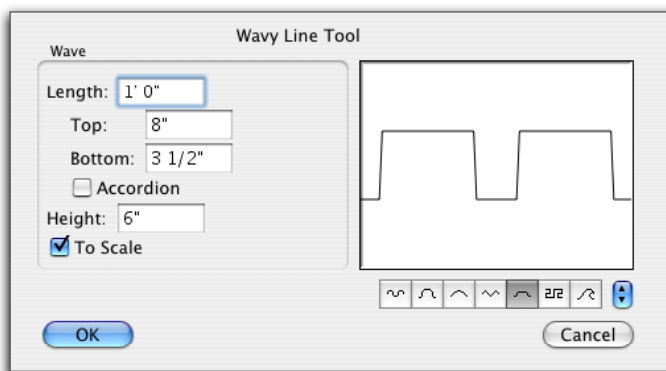 Wavy Line Tool
Wave
Length: 1' 0"
Top: 8"
Bottom: 3 1/2"
Accordion
Height: 6"
To Scale
OK
Cancel